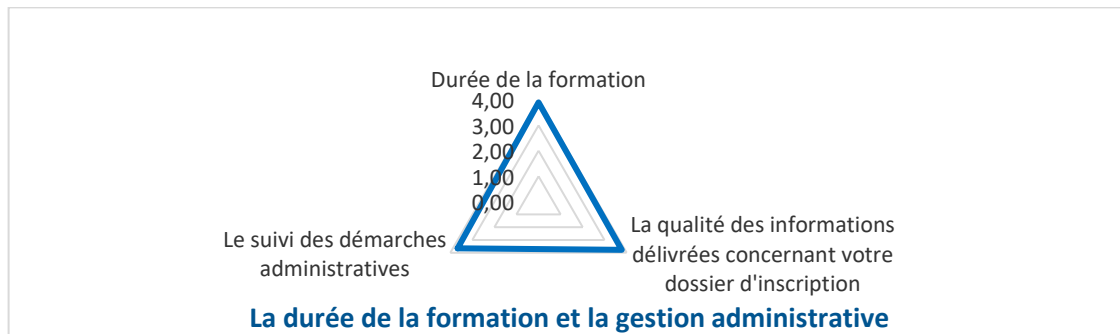 Durée de la formation
4,00
3,00
2,00
1,00
0,00
La qualité des informations
délivrées concernant votre
dossier d'inscription
Le suivi des démarches
administratives
La durée de la formation et la gestion administrative